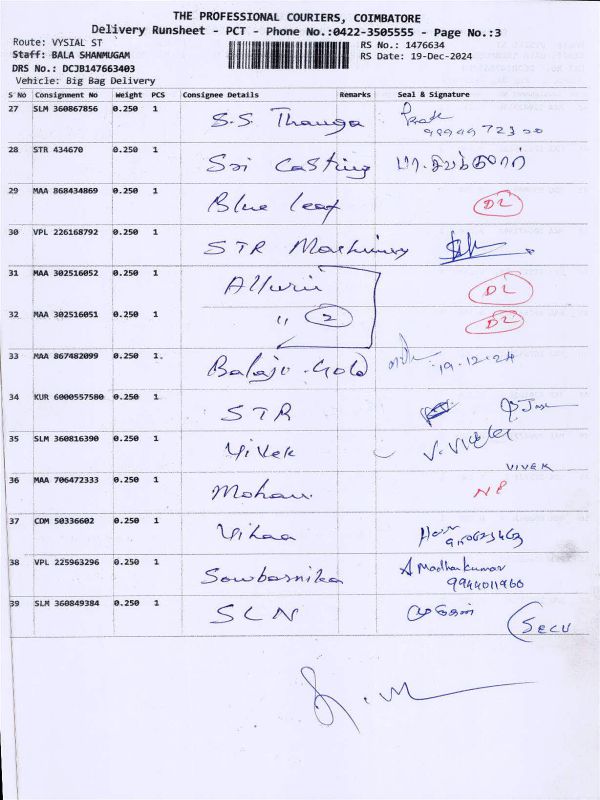 THE PROFESSIONAL COURIERS, COIMBATORE
Delivery Runsheet - PCT - Phone No.:0422-3505555 - Page No.:3
Route: VYSIAL ST
RS No.: 1476634
Staff: BALA SHANMUGAM
RS Date: 19-Dec-2024
DRS No.: DCJB147663403
Vehicle: Big Bag Delivery
S No Consignment No Weight PCS Consignee Details Remarks Seal & Signature
27 SLM 360867856 0.250 1 S.S. Thanga
28 STR 434670 0.250 1 Sri Casting
29 MAA 868434869 0.250 1 Blue leaf DL
30 VPL 226168792 0.250 1 STR Machinery
31 MAA 302516052 0.250 1 Allurii DL
32 MAA 302516051 0.250 1 " 2 DL
33 MAA 867482099 0.250 1. Balaji Gold 19.12.24
34 KUR 6000557580 0.250 1 STR
35 SLM 360816390 0.250 1 Vivek V. Vivek
VIVEK
36 MAA 706472333 0.250 1 Mohan NE
37 CDM 50336602 0.250 1 Vihaa
38 VPL 225963296 0.250 1 Sowbarnika A Madhankumar
9944011960
39 SLM 360849384 0.250 1 SLN முருகன் Secu